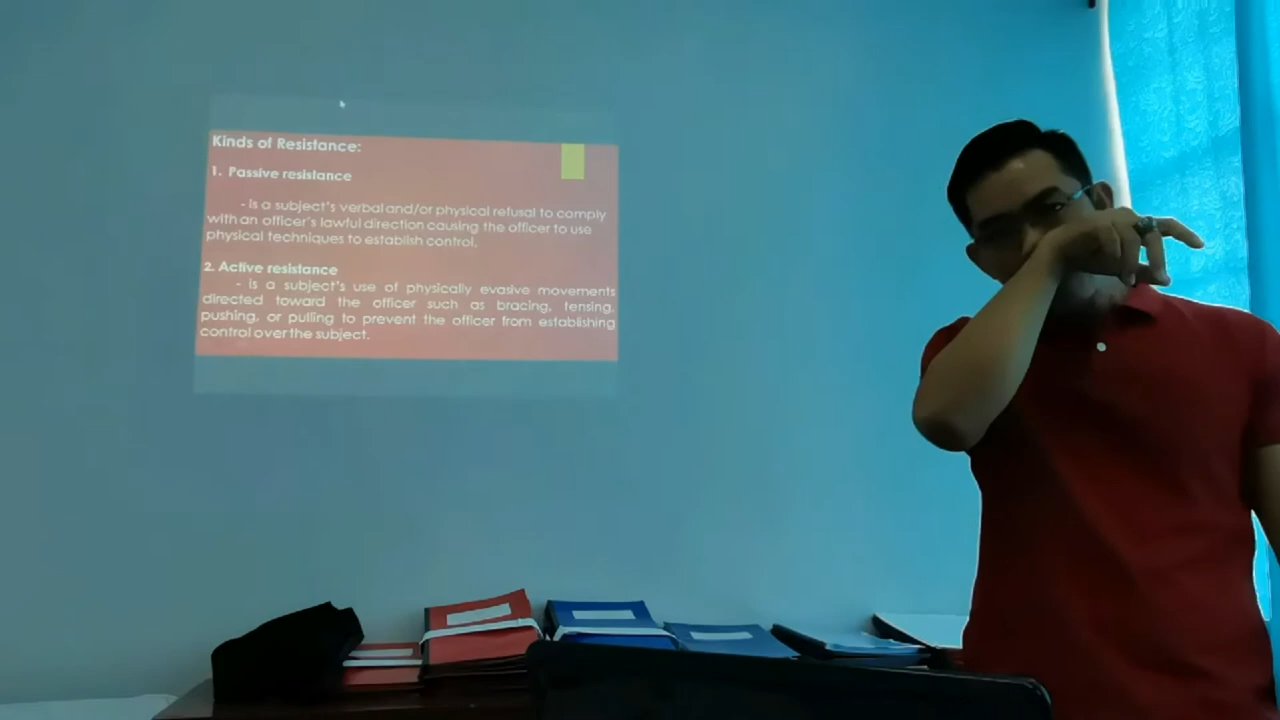 Kinds of Resistance:
1. Passive resistance
- Is a subject's verbal and/or physical refusal to comply
with an officer's lawful direction causing the officer to use
physical techniques to establish control.
2. Active resistance
- Is a subject's use of physically evasive movements
directed toward the officer such as bracing, tensing,
pushing, or pulling to prevent the officer from establishing
control over the subject.